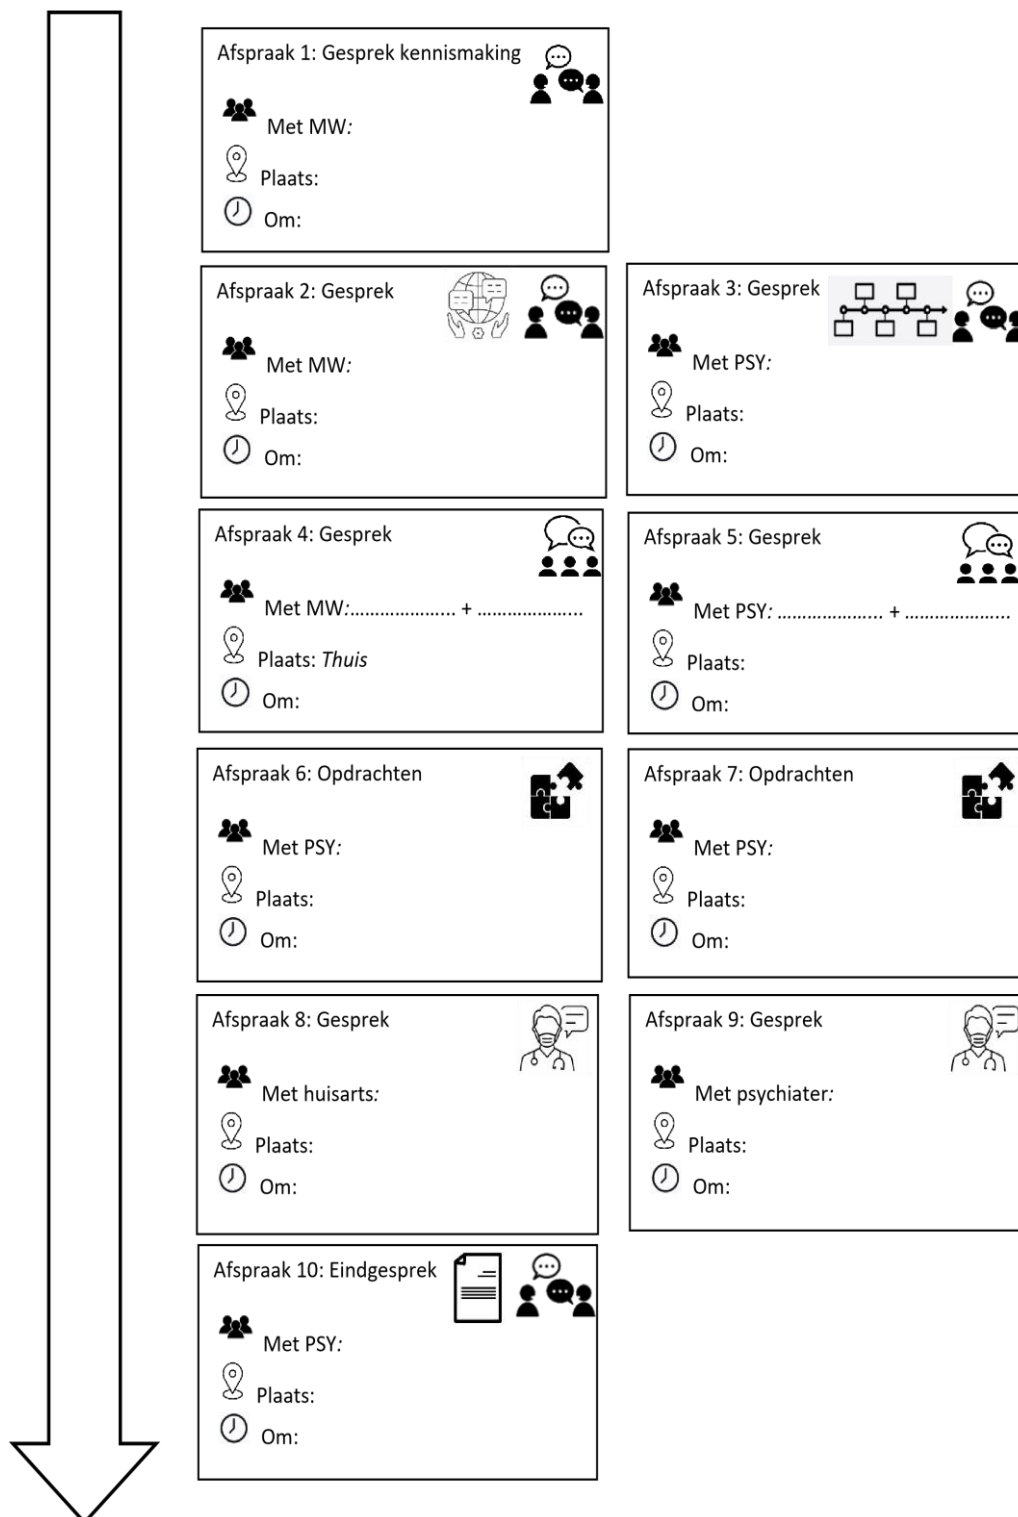 Afspraak 1: Gesprek kennismaking
Met MW:
Plaats:
Om:
Afspraak 2: Gesprek
Met MW:
Plaats:
Om:
Afspraak 3: Gesprek
Met PSY:
Plaats:
Om:
Afspraak 4: Gesprek
Met MW:..................... + .....................
Plaats: Thuis
Om:
Afspraak 5: Gesprek
Met PSY: ..................... + .....................
Plaats:
Om:
Afspraak 6: Opdrachten
Met PSY:
Plaats:
Om:
Afspraak 7: Opdrachten
Met PSY:
Plaats:
Om:
Afspraak 8: Gesprek
Met huisarts:
Plaats:
Om:
Afspraak 9: Gesprek
Met psychiater:
Plaats:
Om:
Afspraak 10: Eindgesprek
Met PSY:
Plaats:
Om: